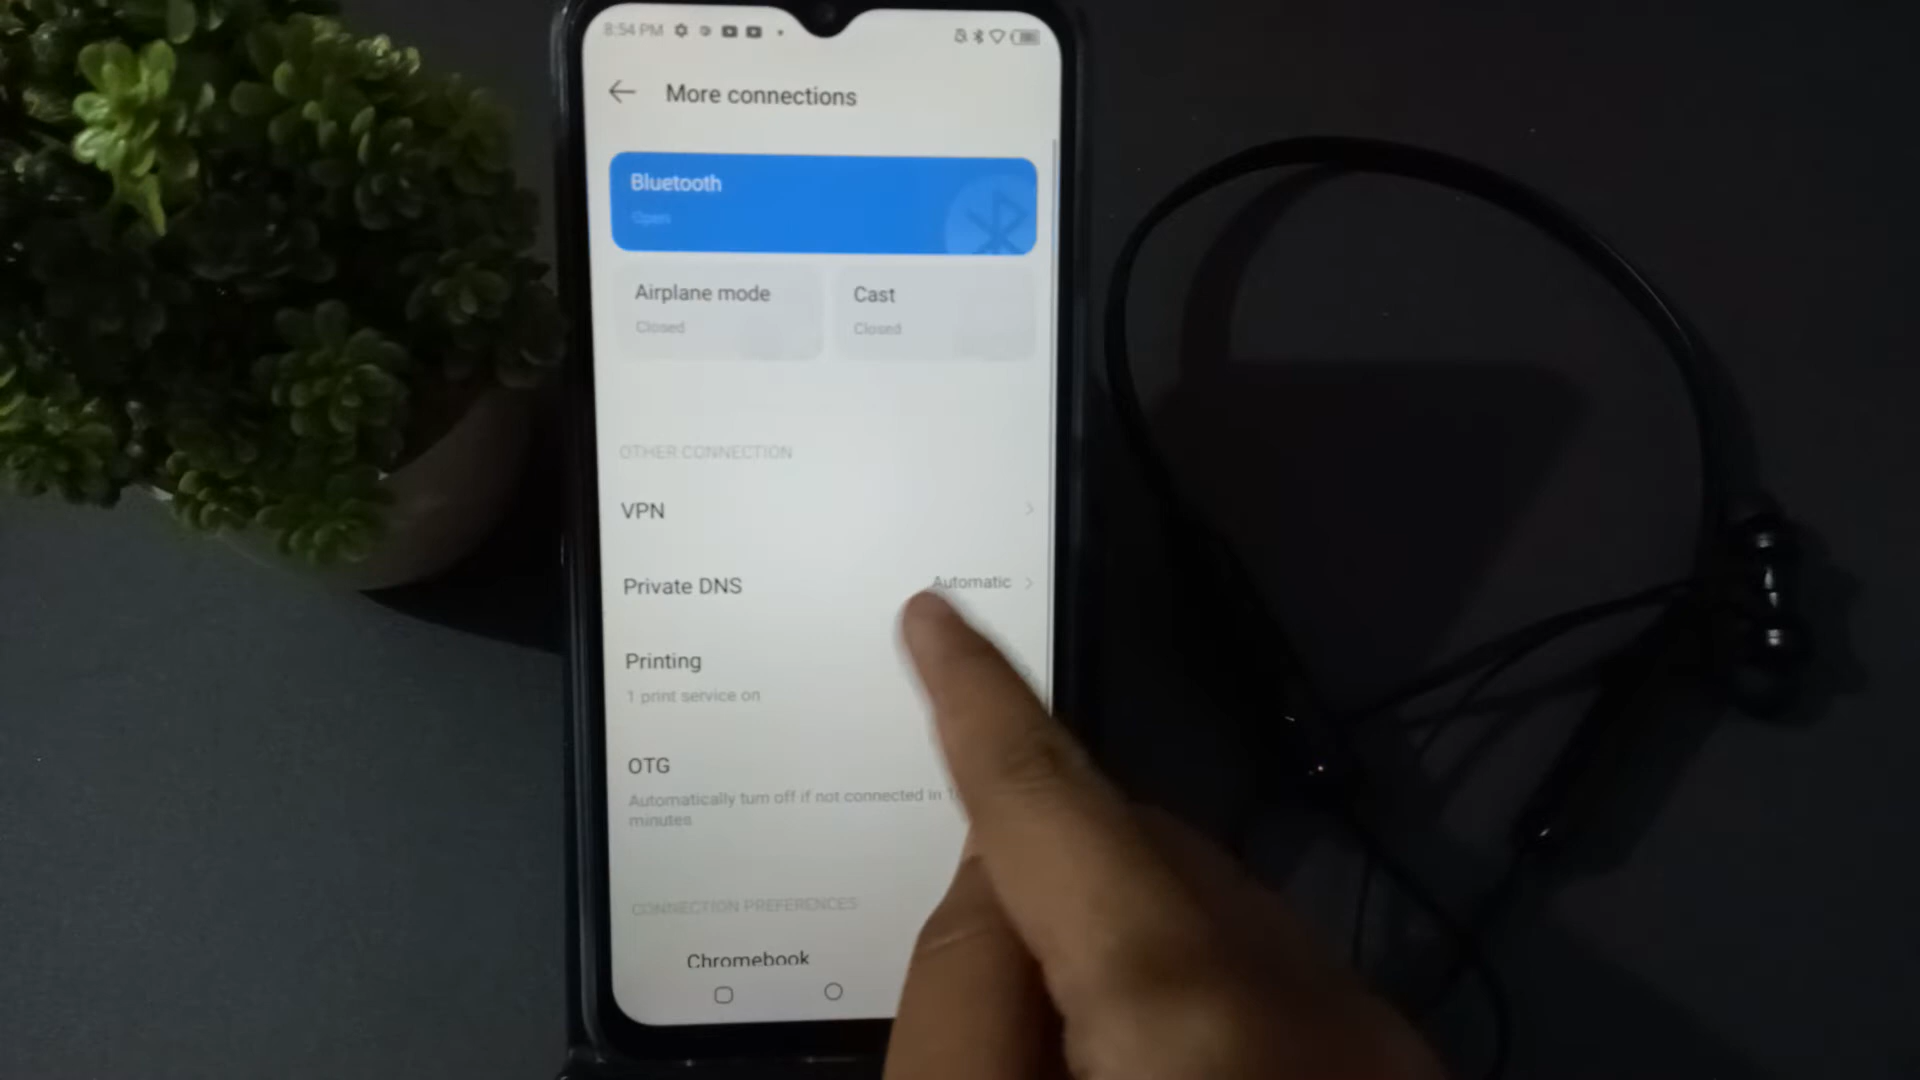 8:54 PM
More connections
Bluetooth
Open
Airplane mode
Closed
Cast
Closed
OTHER CONNECTION
VPN
Private DNS
Automatic
Printing
1 print service on
OTG
Automatically turn off if not connected in
minutes
CONNECTION PREFERENCES
Chromebook